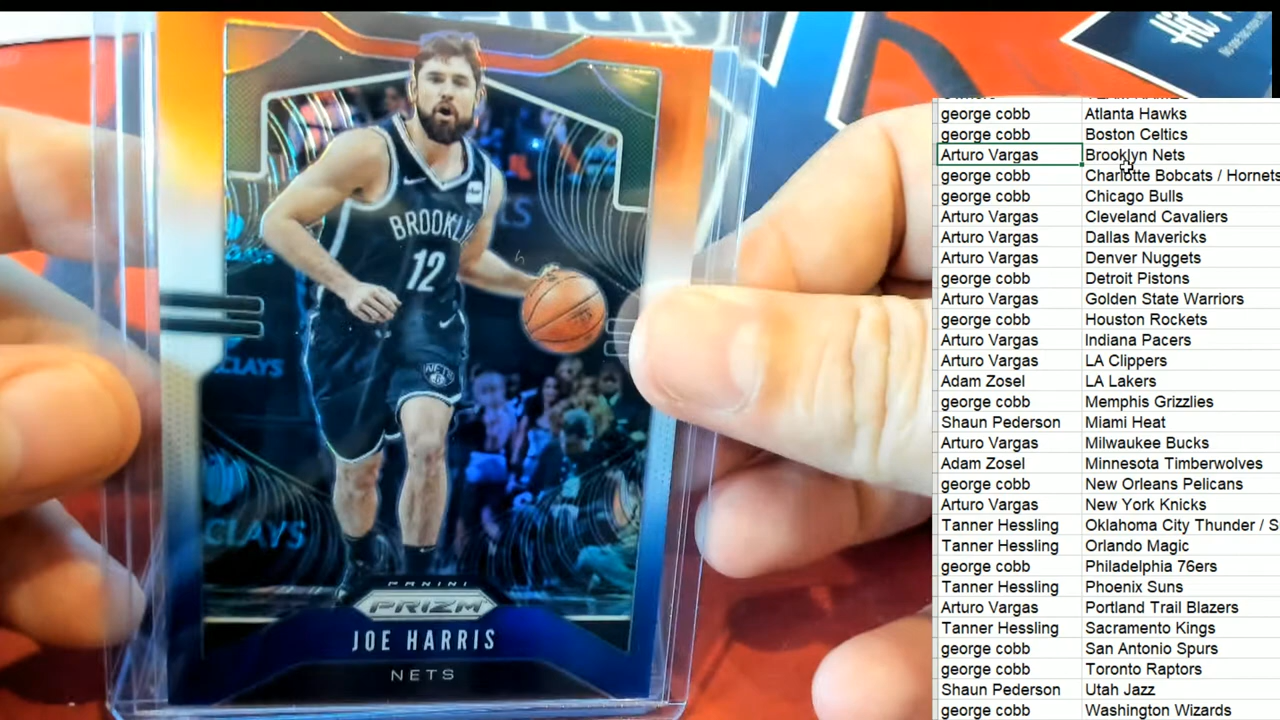 BROOKLY
12
NETS
CLAYS
CLAYS
PANINI
PRIZM
JOE HARRIS
NETS
Hit
george cobb Atlanta Hawks
george cobb Boston Celtics
Arturo Vargas Brooklyn Nets
george cobb Charlotte Bobcats / Hornets
george cobb Chicago Bulls
Arturo Vargas Cleveland Cavaliers
Arturo Vargas Dallas Mavericks
Arturo Vargas Denver Nuggets
george cobb Detroit Pistons
Arturo Vargas Golden State Warriors
george cobb Houston Rockets
Arturo Vargas Indiana Pacers
Arturo Vargas LA Clippers
Adam Zosel LA Lakers
george cobb Memphis Grizzlies
Shaun Pederson Miami Heat
Arturo Vargas Milwaukee Bucks
Adam Zosel Minnesota Timberwolves
george cobb New Orleans Pelicans
Arturo Vargas New York Knicks
Tanner Hessling Oklahoma City Thunder / S
Tanner Hessling Orlando Magic
george cobb Philadelphia 76ers
Tanner Hessling Phoenix Suns
Arturo Vargas Portland Trail Blazers
Tanner Hessling Sacramento Kings
george cobb San Antonio Spurs
george cobb Toronto Raptors
Shaun Pederson Utah Jazz
george cobb Washington Wizards